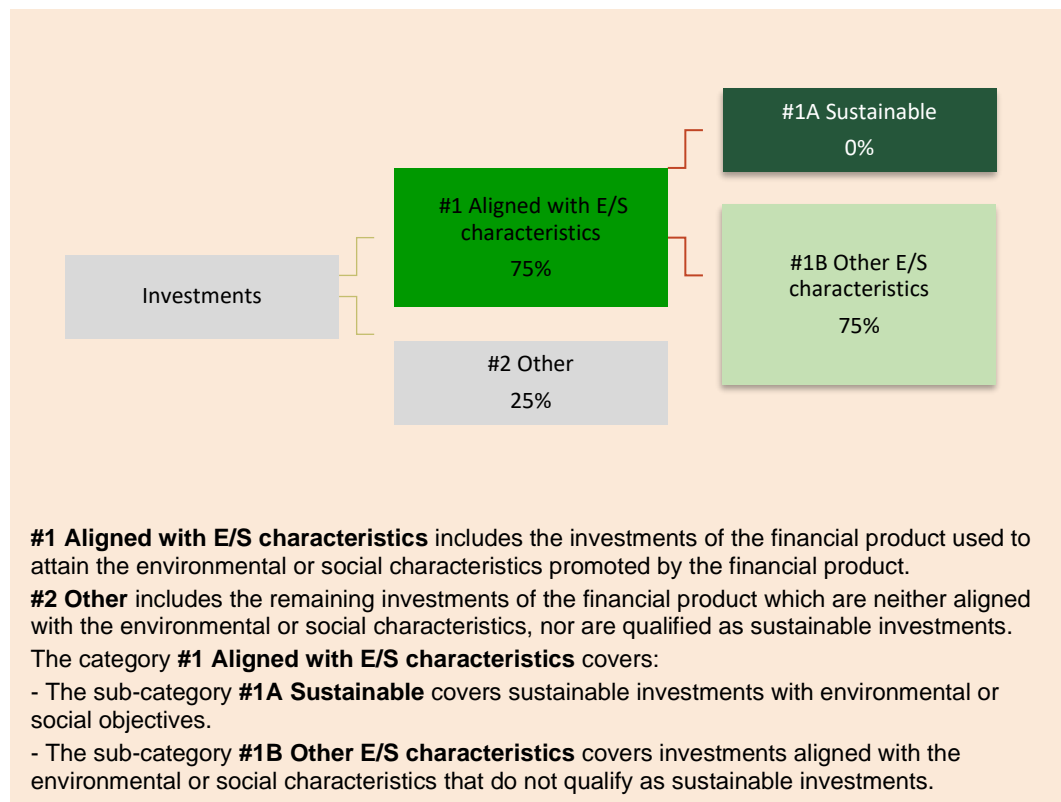 #1A Sustainable
0%
#1 Aligned with E/S
characteristics
75%
#1B Other E/S
characteristics
75%
Investments
#2 Other
25%
#1 Aligned with E/S characteristics includes the investments of the financial product used to
attain the environmental or social characteristics promoted by the financial product.
#2 Other includes the remaining investments of the financial product which are neither aligned
with the environmental or social characteristics, nor are qualified as sustainable investments.
The category #1 Aligned with E/S characteristics covers:
- The sub-category #1A Sustainable covers sustainable investments with environmental or
social objectives.
- The sub-category #1B Other E/S characteristics covers investments aligned with the
environmental or social characteristics that do not qualify as sustainable investments.